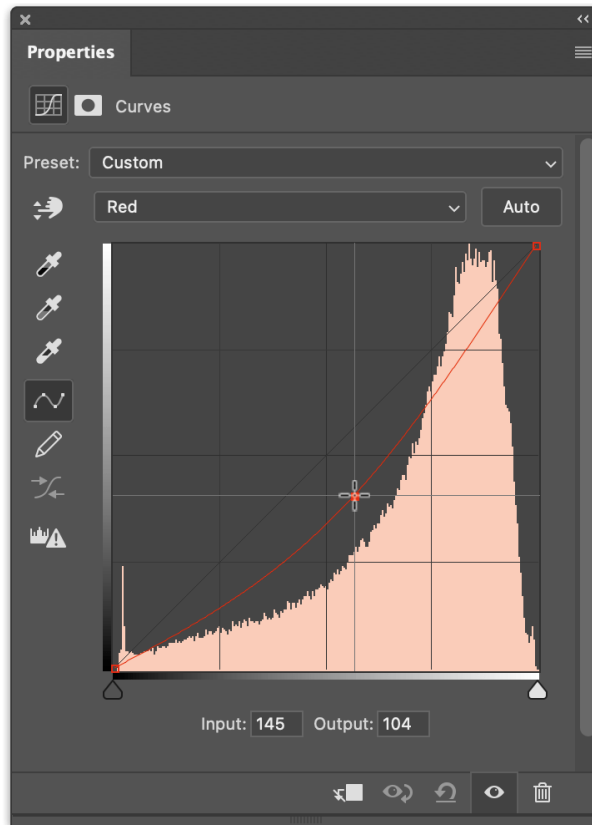 Properties
Curves
Preset: Custom
Red Auto
Input: 145 Output: 104